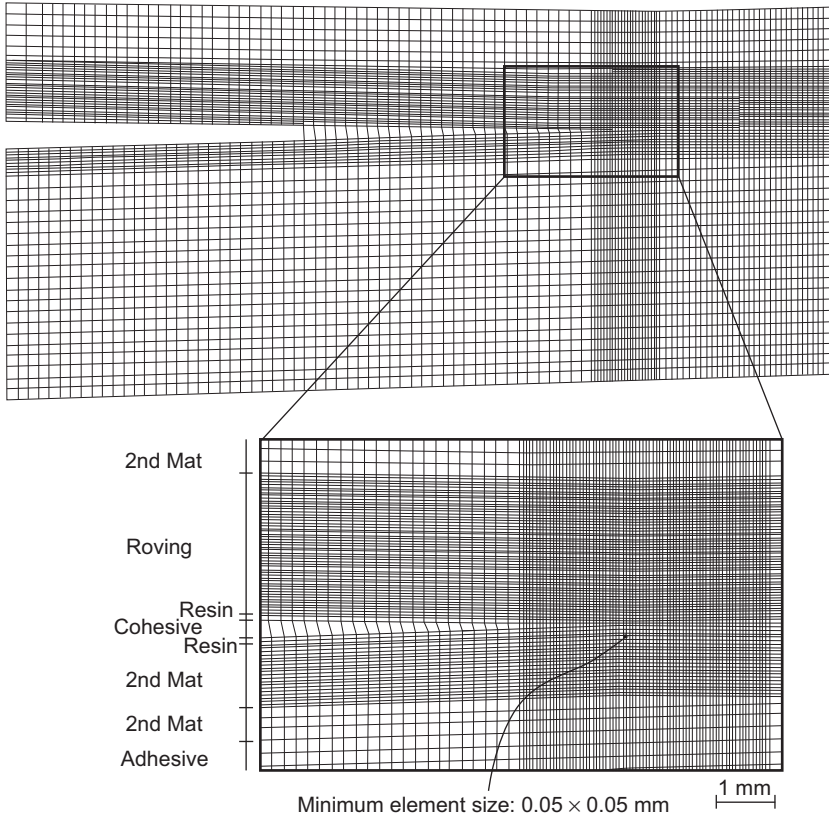 2nd Mat
Roving
Resin
Cohesive
Resin
2nd Mat
2nd Mat
Adhesive
Minimum element size: 0.05 × 0.05 mm
1 mm